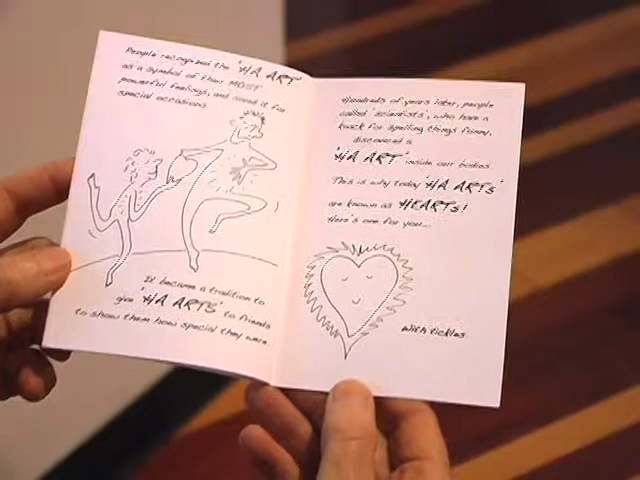 People recognized the 'HA ART'
as a symbol of their MOST
powerful feelings, and saved it for
special occasions.
It became a tradition to
give 'HA ARTS' to friends
to show them how special they were.
Hundreds of years later, people
called 'scientists', who have a
knack for spelling things funny,
discovered a
'HA ART' inside our bodies.
This is why today 'HA ARTS'
are known as HEARTS!
Here's one for you...
With tickles.